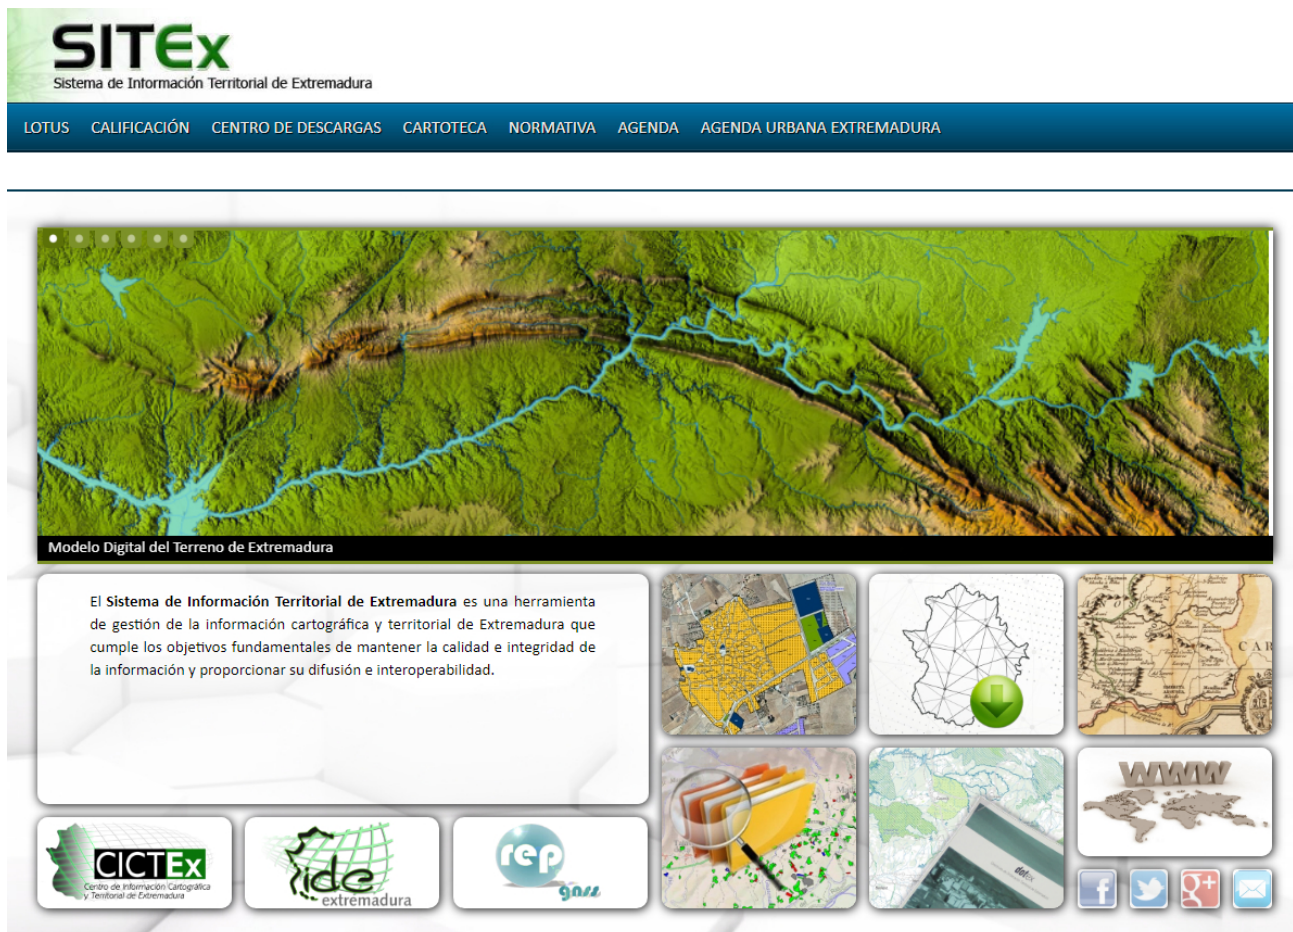 SITEx
Sistema de Información Territorial de Extremadura
LOTUS CALIFICACIÓN CENTRO DE DESCARGAS CARTOTECA NORMATIVA AGENDA AGENDA URBANA EXTREMADURA
Modelo Digital del Terreno de Extremadura
El Sistema de Información Territorial de Extremadura es una herramienta
de gestión de la información cartográfica y territorial de Extremadura que
cumple los objetivos fundamentales de mantener la calidad e integridad de
la información y proporcionar su difusión e interoperabilidad.
WWW
CICTEx
Centro de Información Cartográfica
y Territorial de Extremadura
ide
extremadura
rep
gnss
f
g+